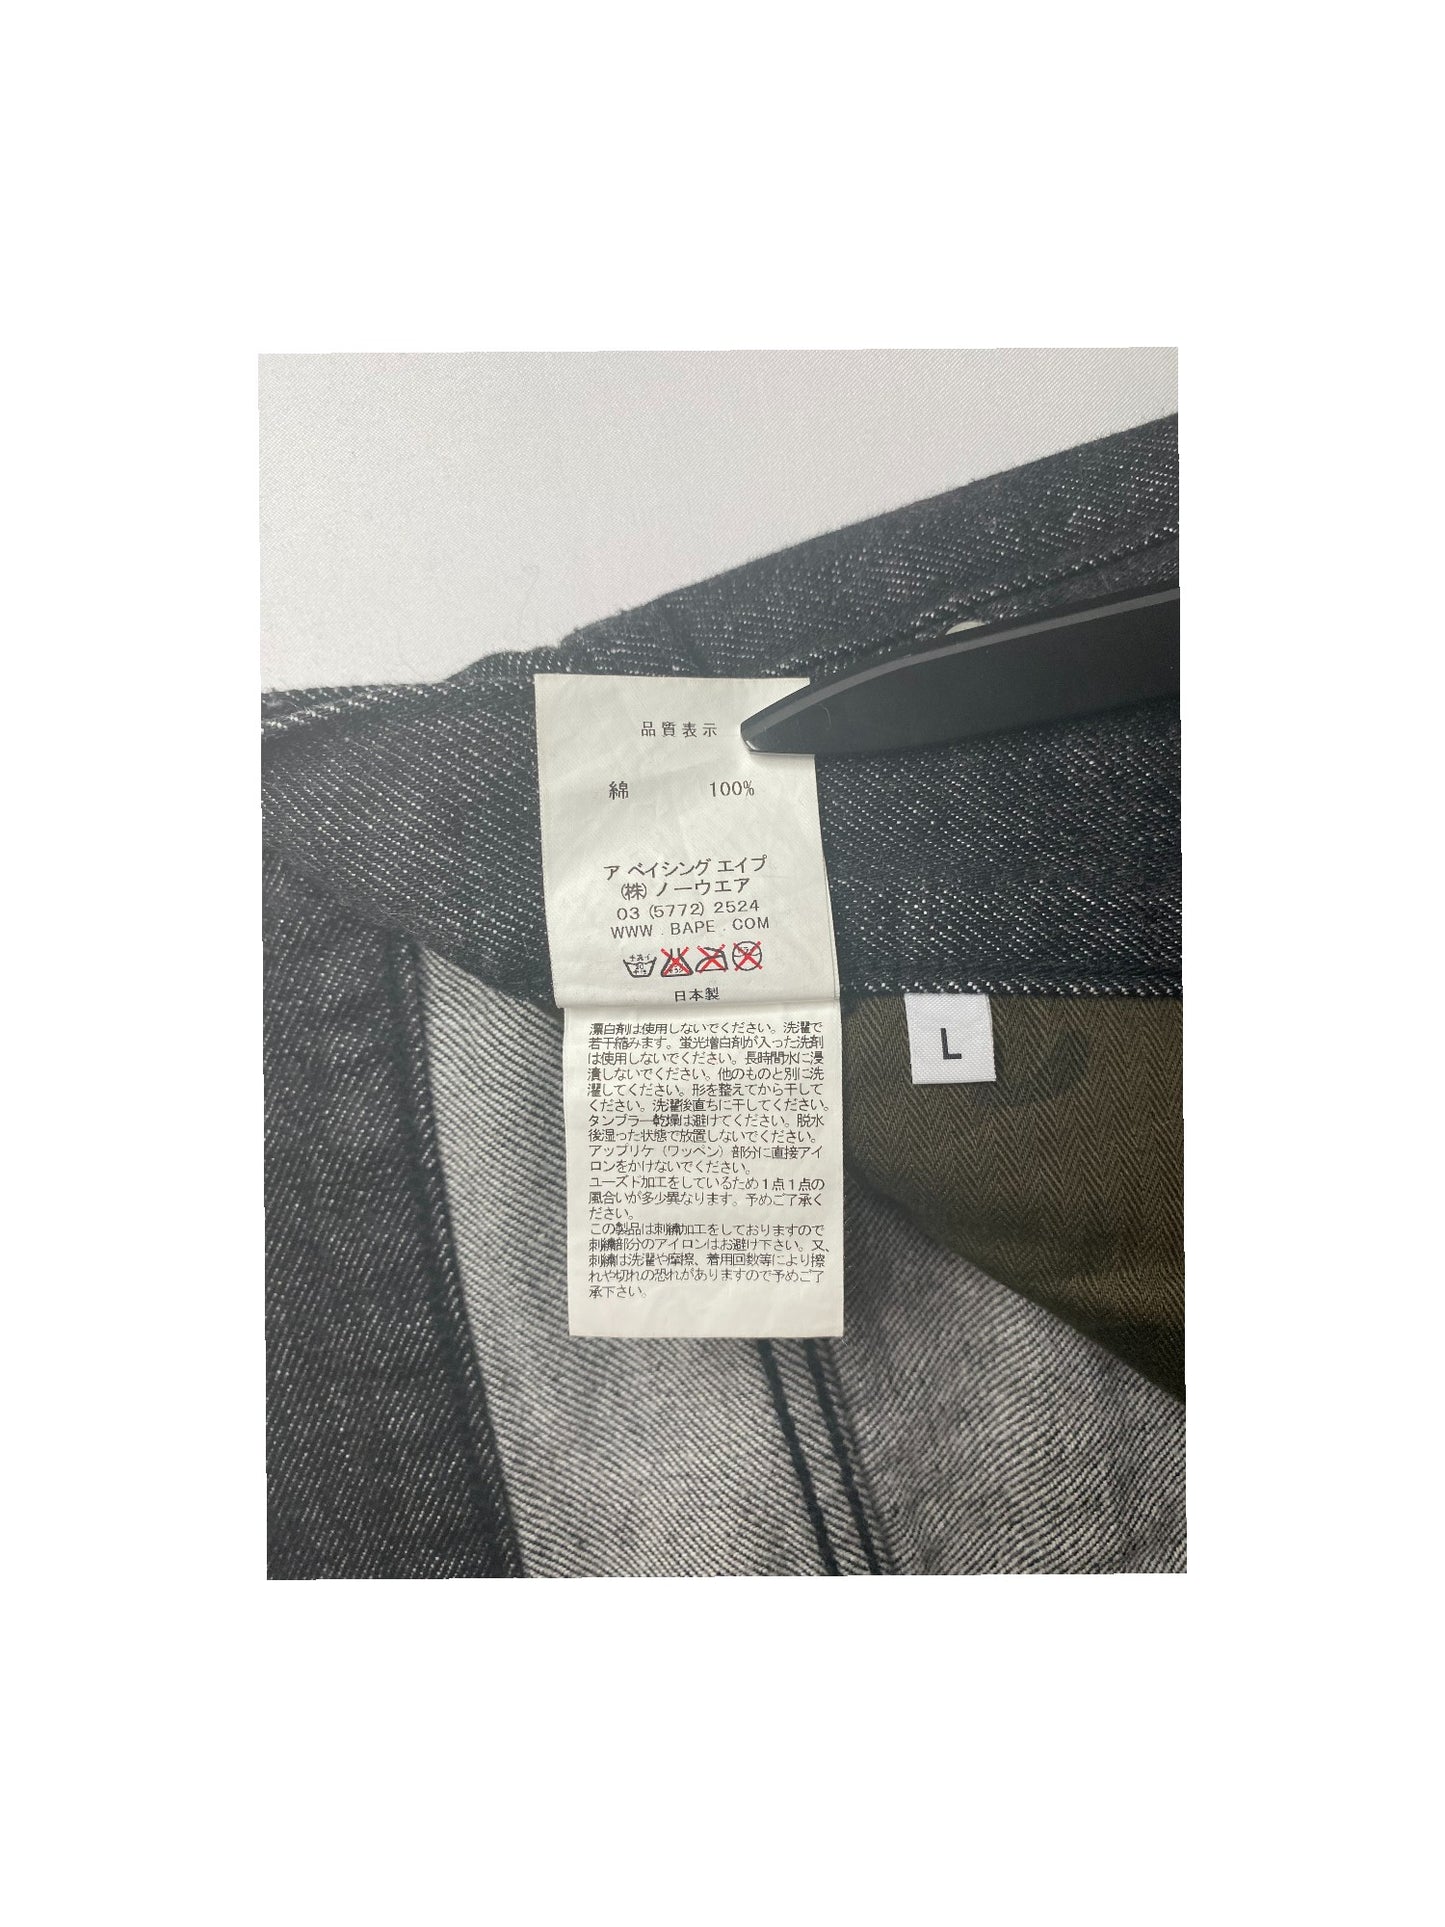 品質表示
綿 100%
ア ベイシング エイプ
(株) ノーウエア
03 (5772) 2524
WWW . BAPE . COM
日本製
漂白剤は使用しないでください。洗濯で
若干縮みます。蛍光増白剤が入った洗剤
は使用しないでください。長時間水に浸
漬しないでください。他のものと別に洗
濯してください。形を整えてから干して
ください。洗濯後直ちに干してください。
タンブラー乾燥は避けてください。脱水
後湿った状態で放置しないでください。
アップリケ（ワッペン）部分に直接アイ
ロンをかけないでください。
ユーズド加工をしているため1点1点の
風合いが多少異なります。予めご了承く
ださい。
この製品は刺繍加工をしておりますので
刺繍部分のアイロンはお避け下さい。又、
刺繍は洗濯や摩擦、着用回数等により擦
れや切れの恐れがありますので予めご了
承下さい。
L